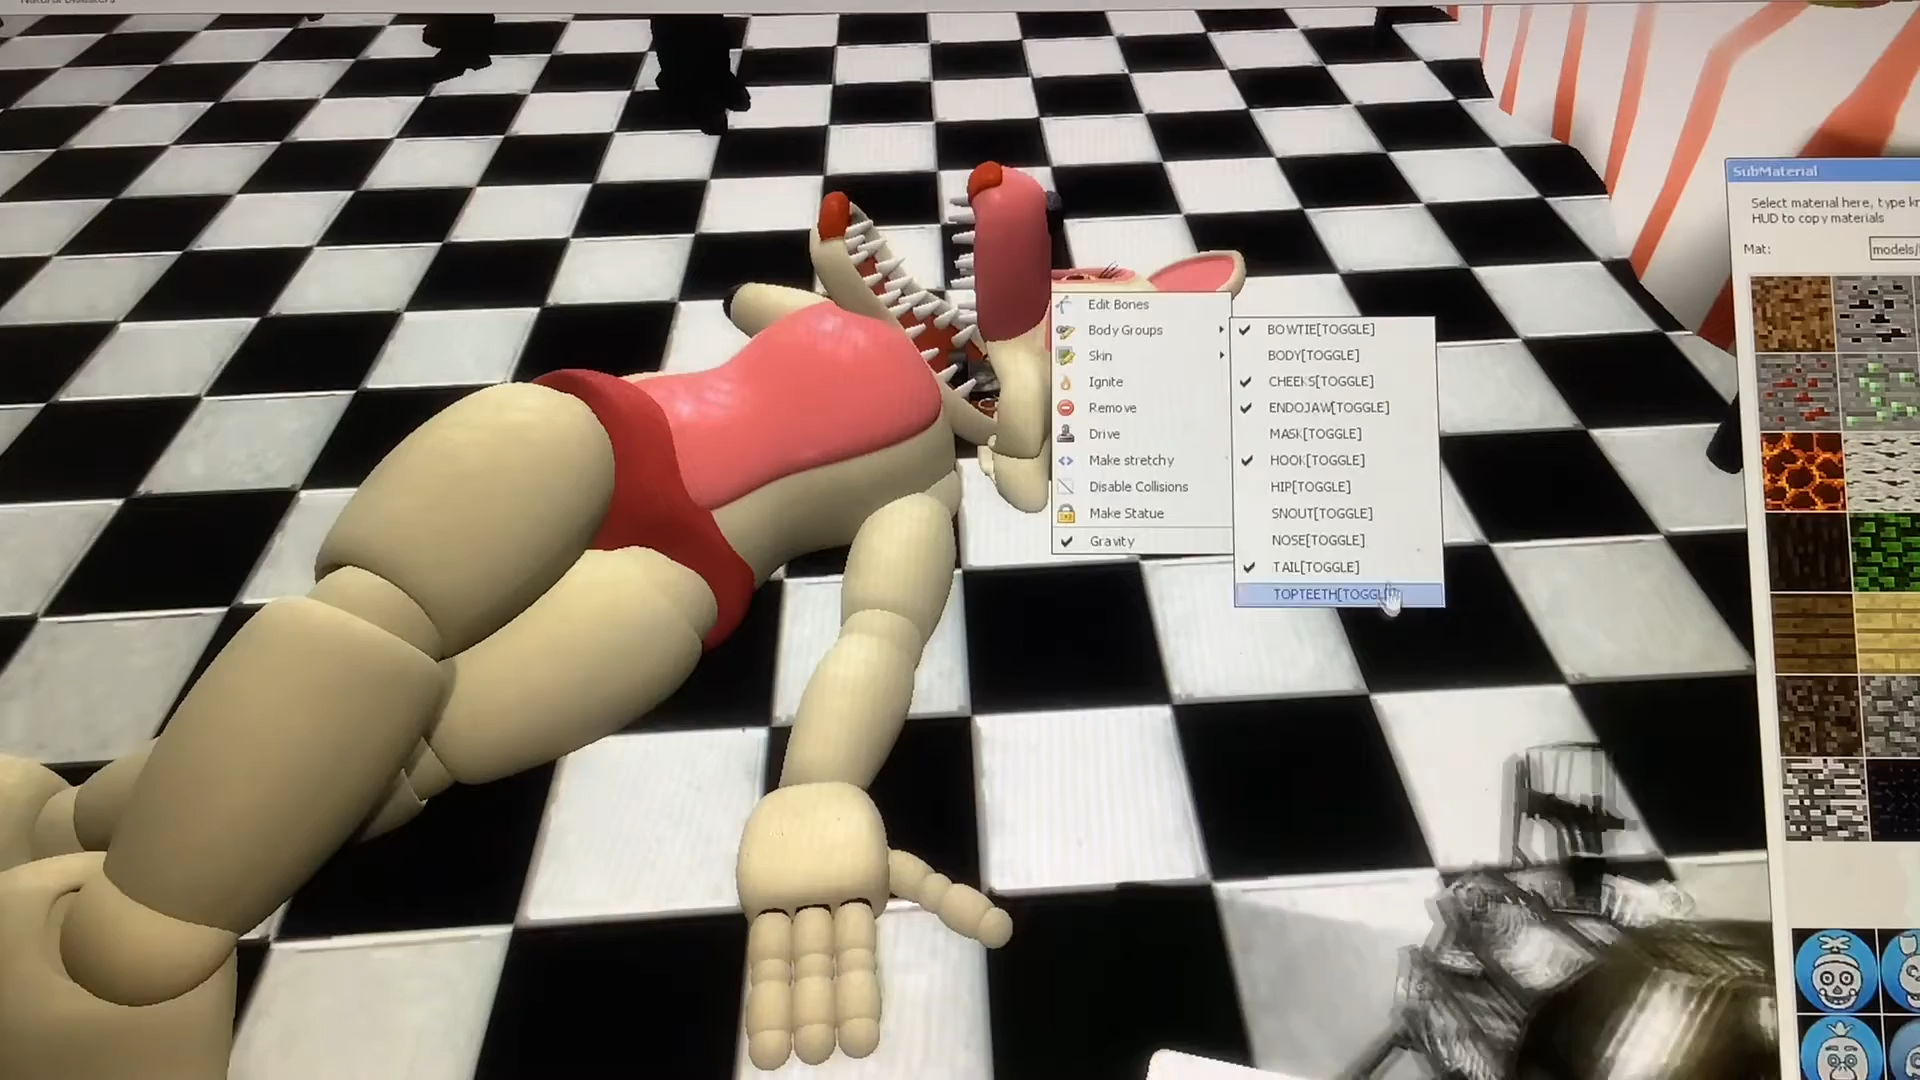 Natural Disasters
SubMaterial
Select material here, type
HUD to copy materials
Mat:
models/
Edit Bones
Body Groups
Skin
Ignite
Remove
Drive
Make stretchy
Disable Collisions
Make Statue
Gravity
BOWTIE[TOGGLE]
BODY[TOGGLE]
CHEEKS[TOGGLE]
ENDOJAW[TOGGLE]
MASK[TOGGLE]
HOOK[TOGGLE]
HIP[TOGGLE]
SNOUT[TOGGLE]
NOSE[TOGGLE]
TAIL[TOGGLE]
TOPTEETH[TOGGL